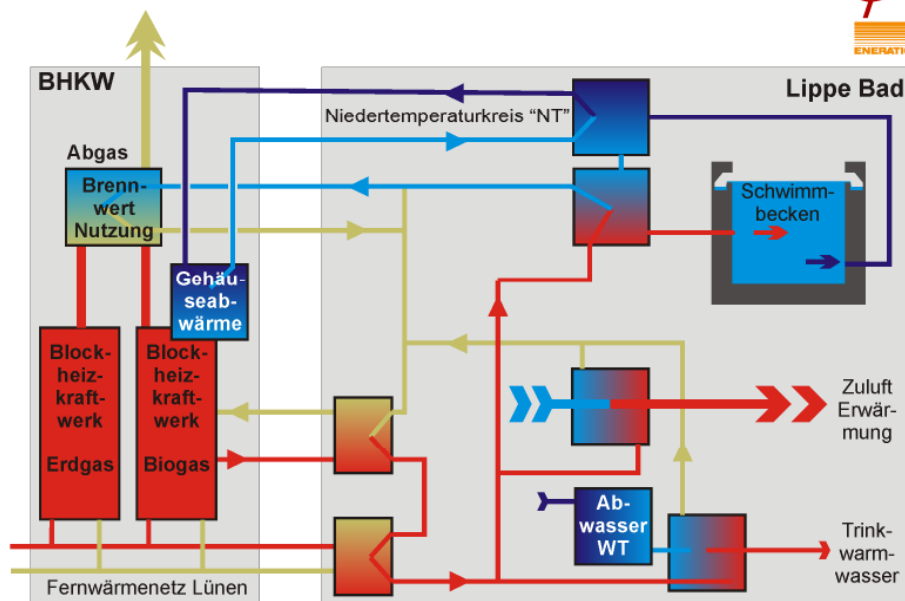 ENERATIO
BHKW
Lippe Bad
Niedertemperaturkreis "NT"
Abgas
Brenn-
wert
Nutzung
Schwimm-
becken
Gehäu-
seab-
wärme
Block-
heiz-
kraft-
werk
Erdgas
Block-
heiz-
kraft-
werk
Biogas
Zuluft
Erwär-
mung
Ab-
wasser
WT
Trink-
warm-
wasser
Fernwärmenetz Lünen